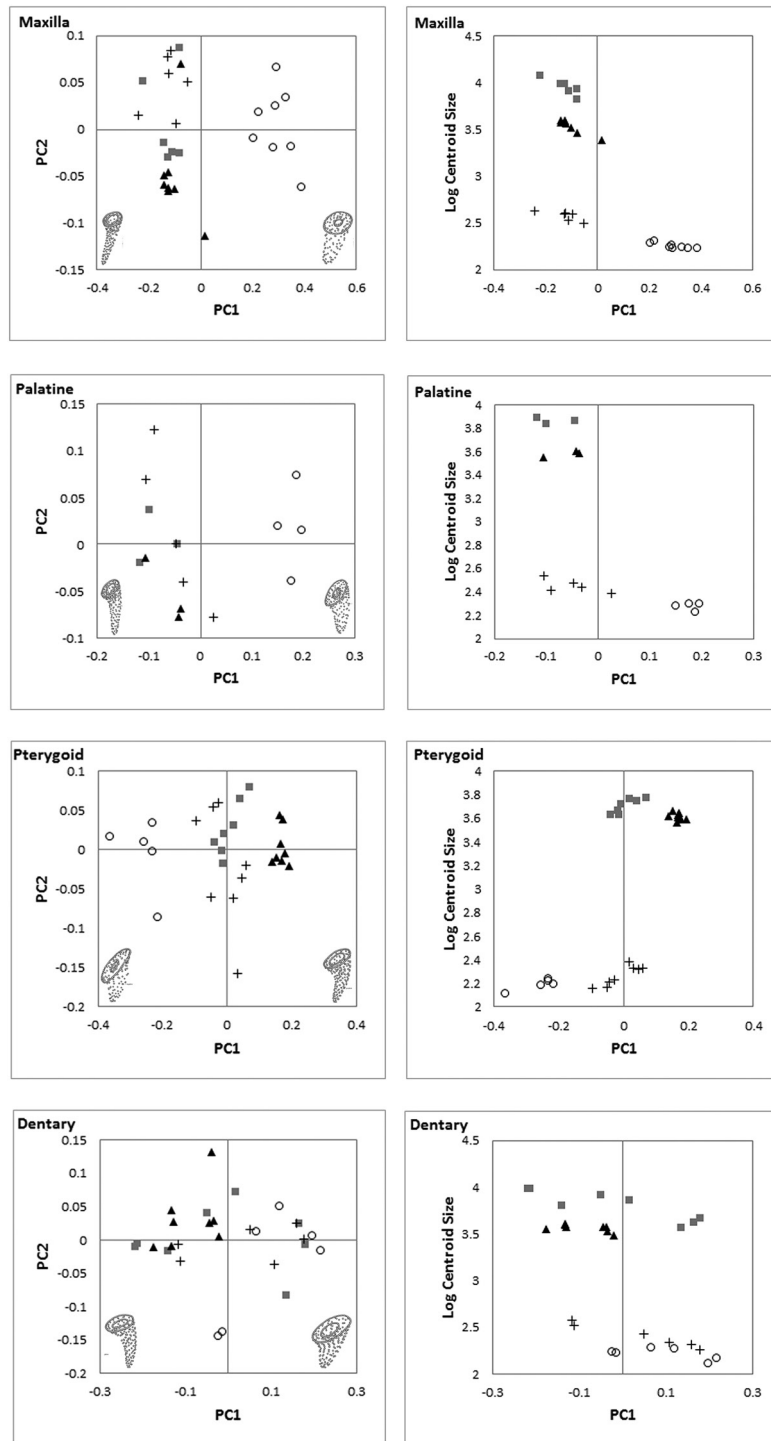 Maxilla
0.1
0.05
0
-0.05
-0.1
-0.15
PC2
-0.4 -0.2 0 0.2 0.4 0.6
PC1
Maxilla
4.5
4
3.5
3
2.5
2
Log Centroid Size
-0.4 -0.2 0 0.2 0.4 0.6
PC1
Palatine
0.15
0.1
0.05
0
-0.05
-0.1
PC2
-0.2 -0.1 0 0.1 0.2 0.3
PC1
Palatine
4
3.8
3.6
3.4
3.2
3
2.8
2.6
2.4
2.2
2
Log Centroid Size
-0.2 -0.1 0 0.1 0.2 0.3
PC1
Pterygoid
0.1
0.05
0
-0.05
-0.1
-0.15
-0.2
PC2
-0.4 -0.2 0 0.2 0.4
PC1
Pterygoid
4
3.8
3.6
3.4
3.2
3
2.8
2.6
2.4
2.2
2
Log Centroid Size
-0.4 -0.2 0 0.2 0.4
PC1
Dentary
0.15
0.1
0.05
0
-0.05
-0.1
-0.15
-0.2
PC2
-0.3 -0.1 0.1 0.3
PC1
Dentary
4.5
4
3.5
3
2.5
2
Log Centroid Size
-0.3 -0.1 0.1 0.3
PC1